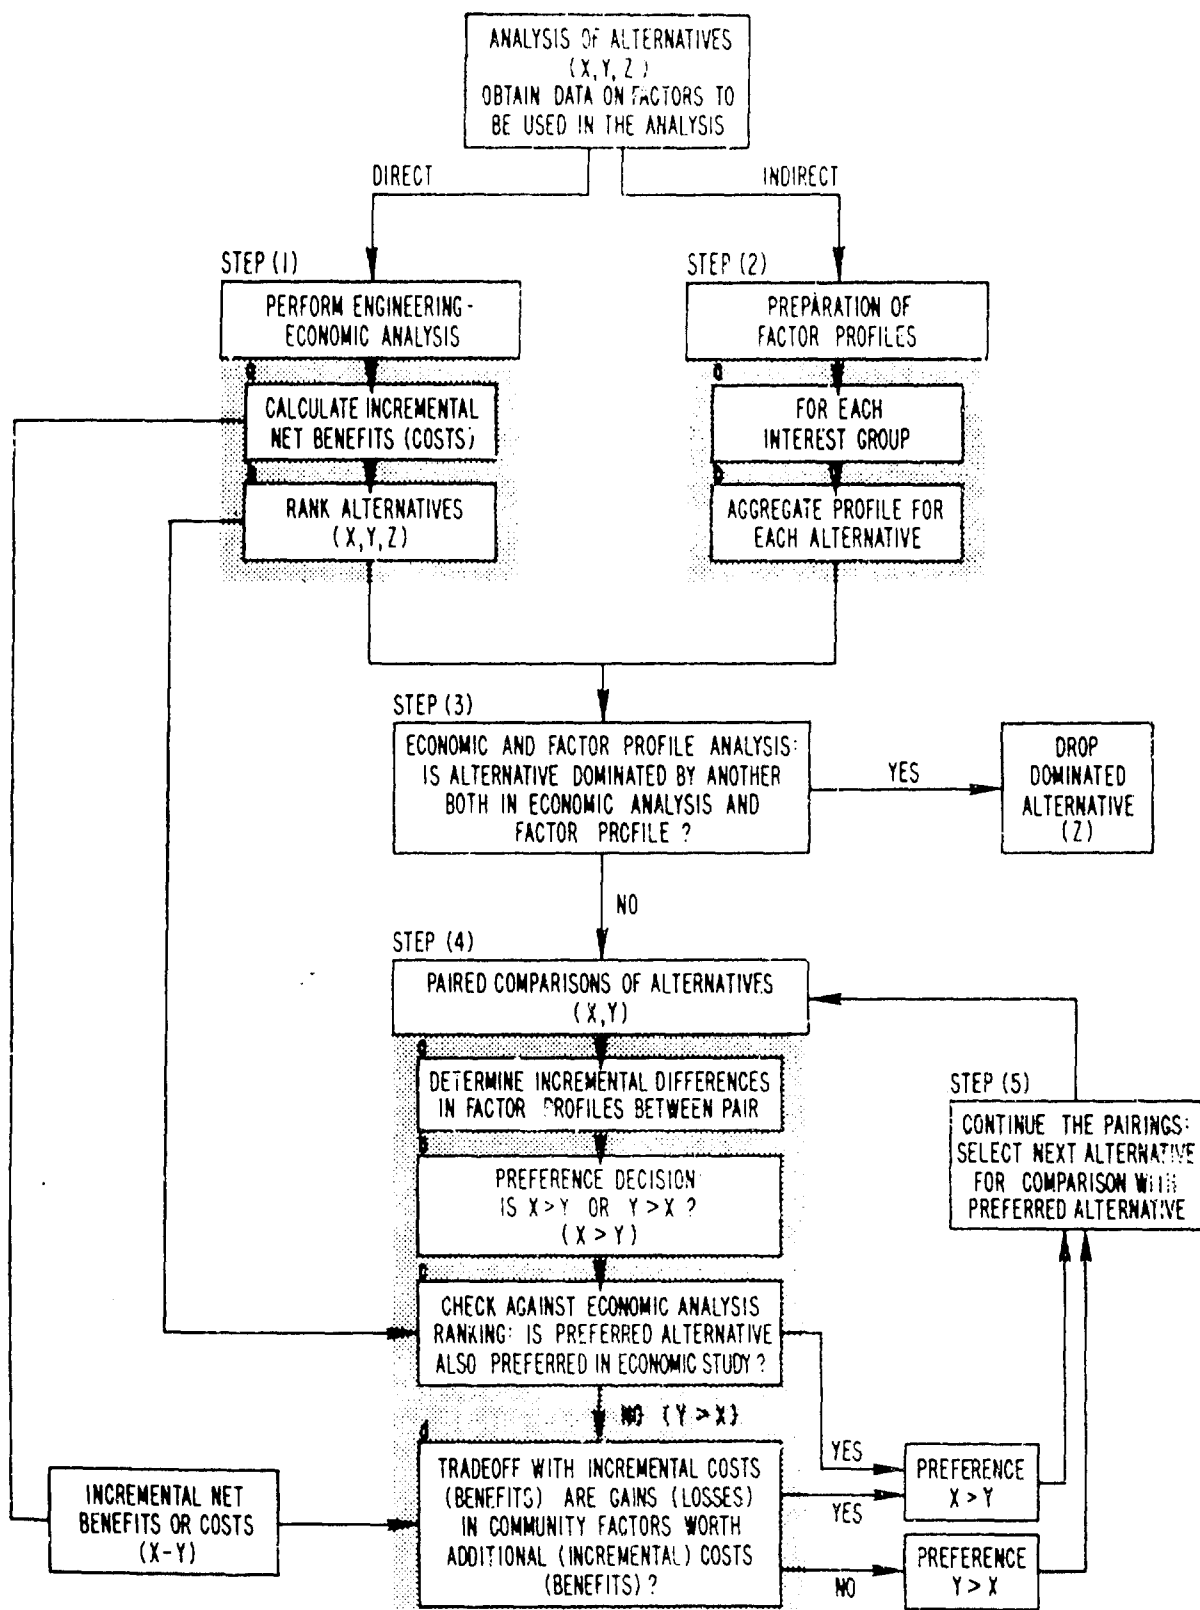 ANALYSIS OF ALTERNATIVES
(X,Y,Z)
OBTAIN DATA ON FACTORS TO
BE USED IN THE ANALYSIS
DIRECT
INDIRECT
STEP (1)
PERFORM ENGINEERING-
ECONOMIC ANALYSIS
a
CALCULATE INCREMENTAL
NET BENEFITS (COSTS)
b
RANK ALTERNATIVES
(X,Y,Z)
STEP (2)
PREPARATION OF
FACTOR PROFILES
a
FOR EACH
INTEREST GROUP
b
AGGREGATE PROFILE FOR
EACH ALTERNATIVE
STEP (3)
ECONOMIC AND FACTOR PROFILE ANALYSIS:
IS ALTERNATIVE DOMINATED BY ANOTHER
BOTH IN ECONOMIC ANALYSIS AND
FACTOR PROFILE ?
YES
DROP
DOMINATED
ALTERNATIVE
(Z)
NO
STEP (4)
PAIRED COMPARISONS OF ALTERNATIVES
(X,Y)
a
DETERMINE INCREMENTAL DIFFERENCES
IN FACTOR PROFILES BETWEEN PAIR
b
PREFERENCE DECISION
IS X>Y OR Y>X ?
(X>Y)
c
CHECK AGAINST ECONOMIC ANALYSIS
RANKING: IS PREFERRED ALTERNATIVE
ALSO PREFERRED IN ECONOMIC STUDY ?
NO (Y>X)
d
TRADEOFF WITH INCREMENTAL COSTS
(BENEFITS) ARE GAINS (LOSSES)
IN COMMUNITY FACTORS WORTH
ADDITIONAL (INCREMENTAL) COSTS
(BENEFITS) ?
INCREMENTAL NET
BENEFITS OR COSTS
(X-Y)
YES
YES
NO
PREFERENCE
X>Y
PREFERENCE
Y>X
STEP (5)
CONTINUE THE PAIRINGS:
SELECT NEXT ALTERNATIVE
FOR COMPARISON WITH
PREFERRED ALTERNATIVE